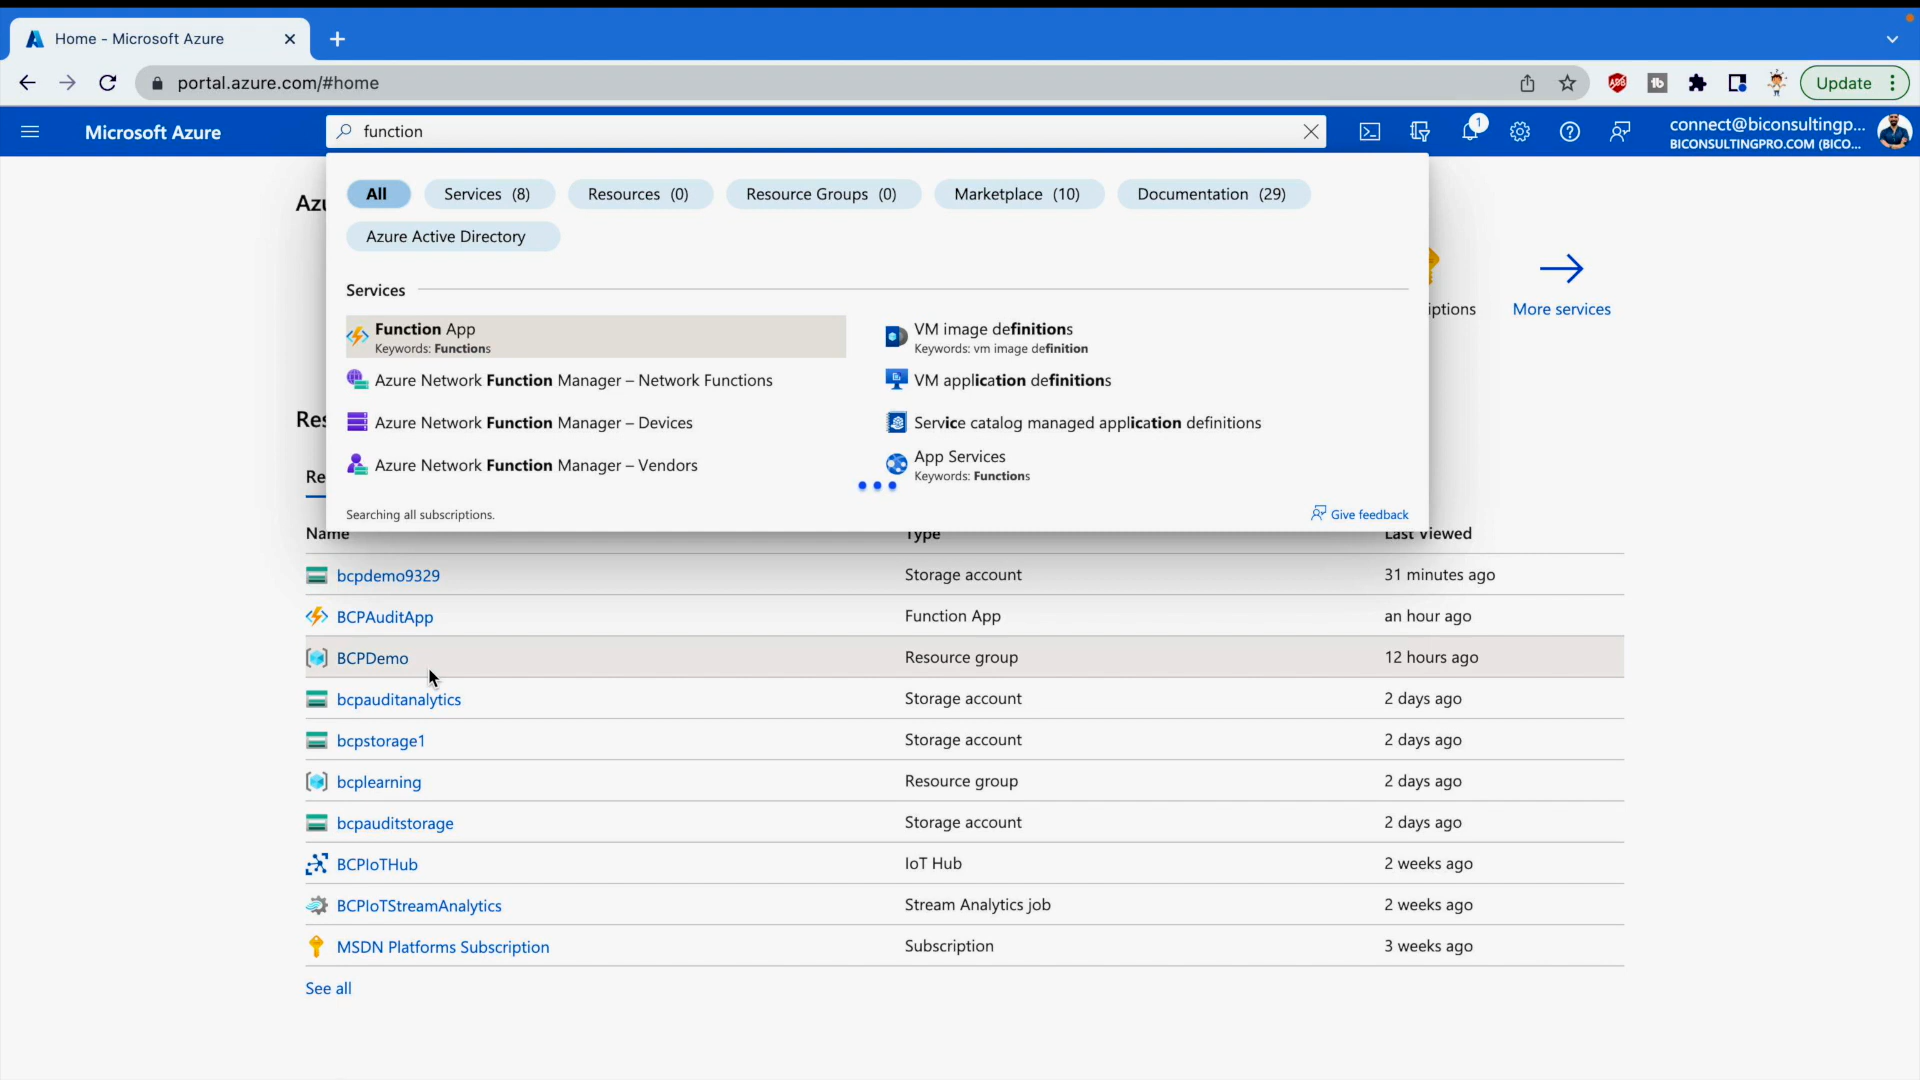 Home - Microsoft Azure
portal.azure.com/#home
Update
Microsoft Azure
function
1
connect@biconsultingp...
BICONSULTINGPRO.COM (BICO...
Azu
All
Services (8)
Resources (0)
Resource Groups (0)
Marketplace (10)
Documentation (29)
Azure Active Directory
Services
Function App
Keywords: Functions
VM image definitions
Keywords: vm image definition
iptions
More services
Azure Network Function Manager – Network Functions
VM application definitions
Res
Azure Network Function Manager – Devices
Service catalog managed application definitions
Azure Network Function Manager – Vendors
App Services
Keywords: Functions
Re
Searching all subscriptions.
Give feedback
Name
Type
Last Viewed
bcpdemo9329
Storage account
31 minutes ago
BCPAuditApp
Function App
an hour ago
BCPDemo
Resource group
12 hours ago
bcpauditanalytics
Storage account
2 days ago
bcpstorage1
Storage account
2 days ago
bcplearning
Resource group
2 days ago
bcpauditstorage
Storage account
2 days ago
BCPIoTHub
IoT Hub
2 weeks ago
BCPIoTStreamAnalytics
Stream Analytics job
2 weeks ago
MSDN Platforms Subscription
Subscription
3 weeks ago
See all